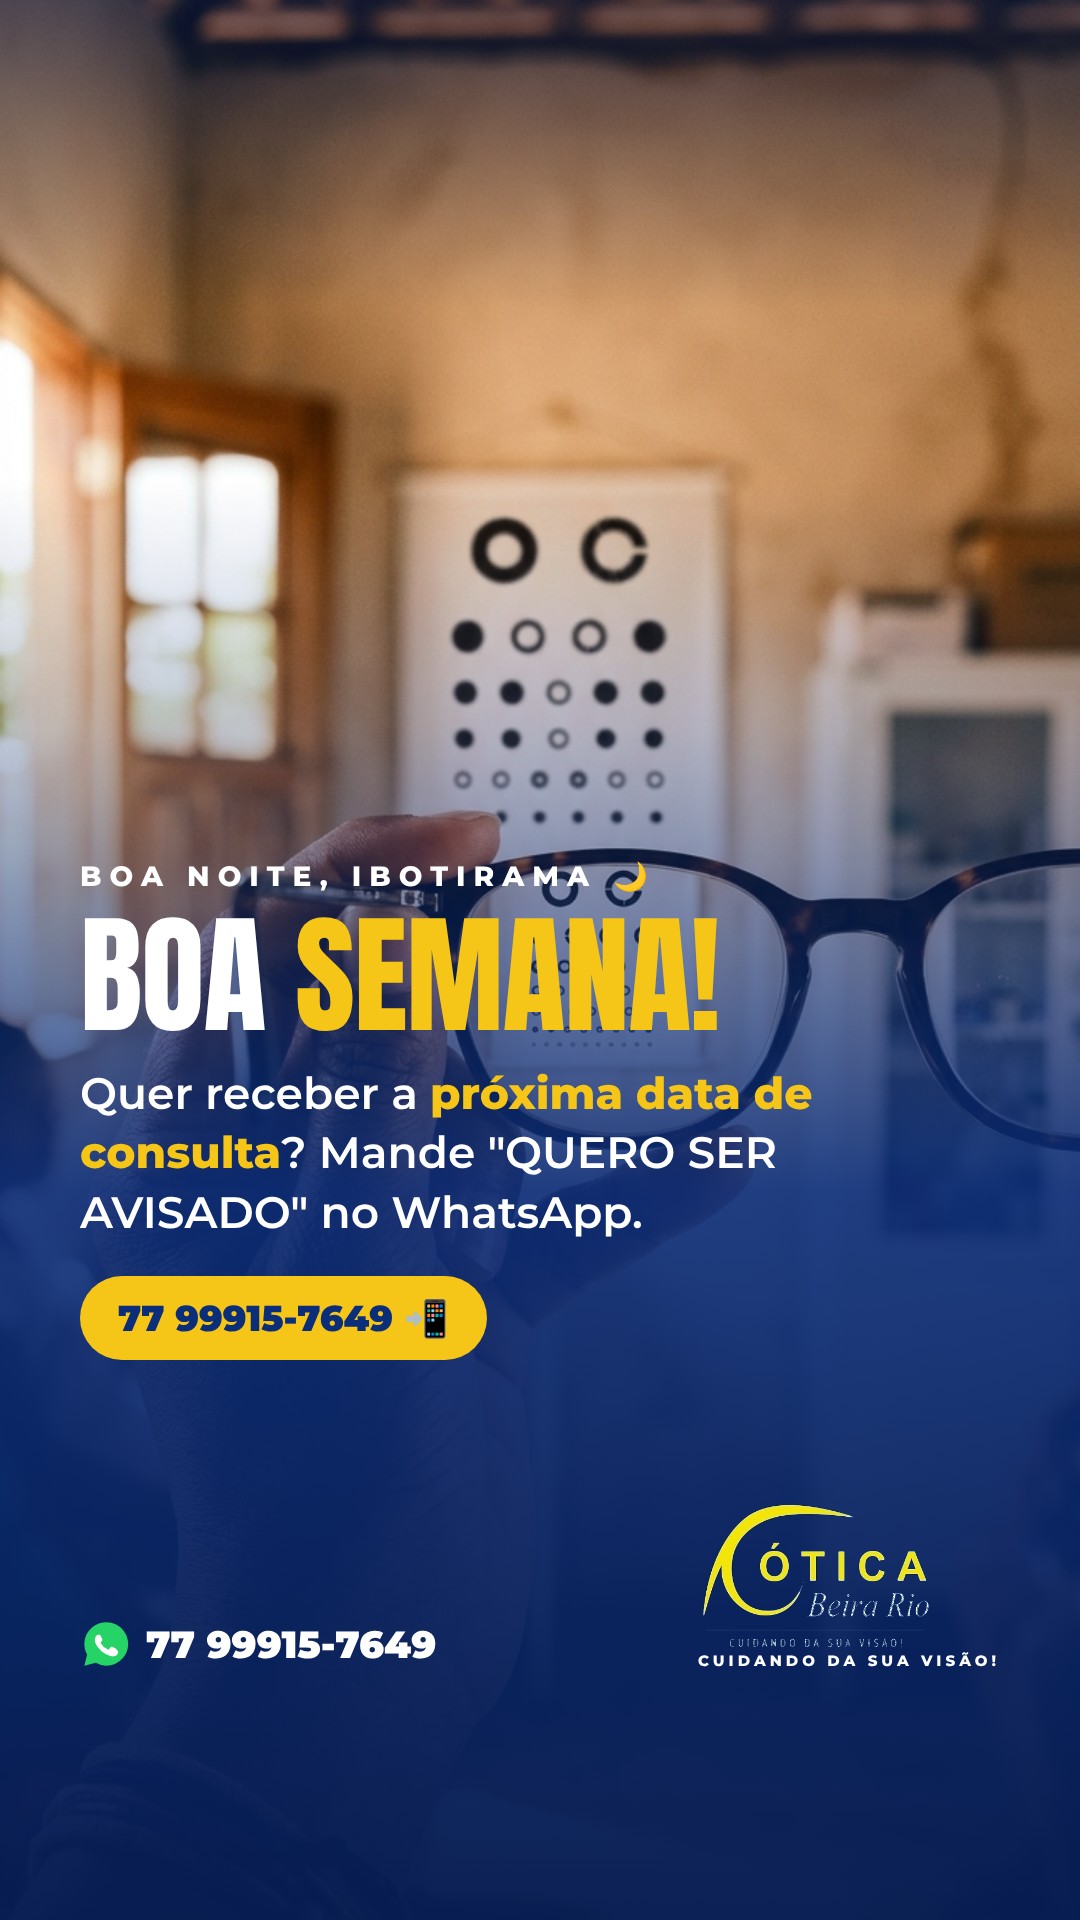 BOA NOITE, IBOTIRAMA 🌙
BOA SEMANA!
Quer receber a próxima data de
consulta? Mande "QUERO SER
AVISADO" no WhatsApp.
77 99915-7649 📲
77 99915-7649
ÓTICA
Beira Rio
CUIDANDO DA SUA VISÃO!
CUIDANDO DA SUA VISÃO!